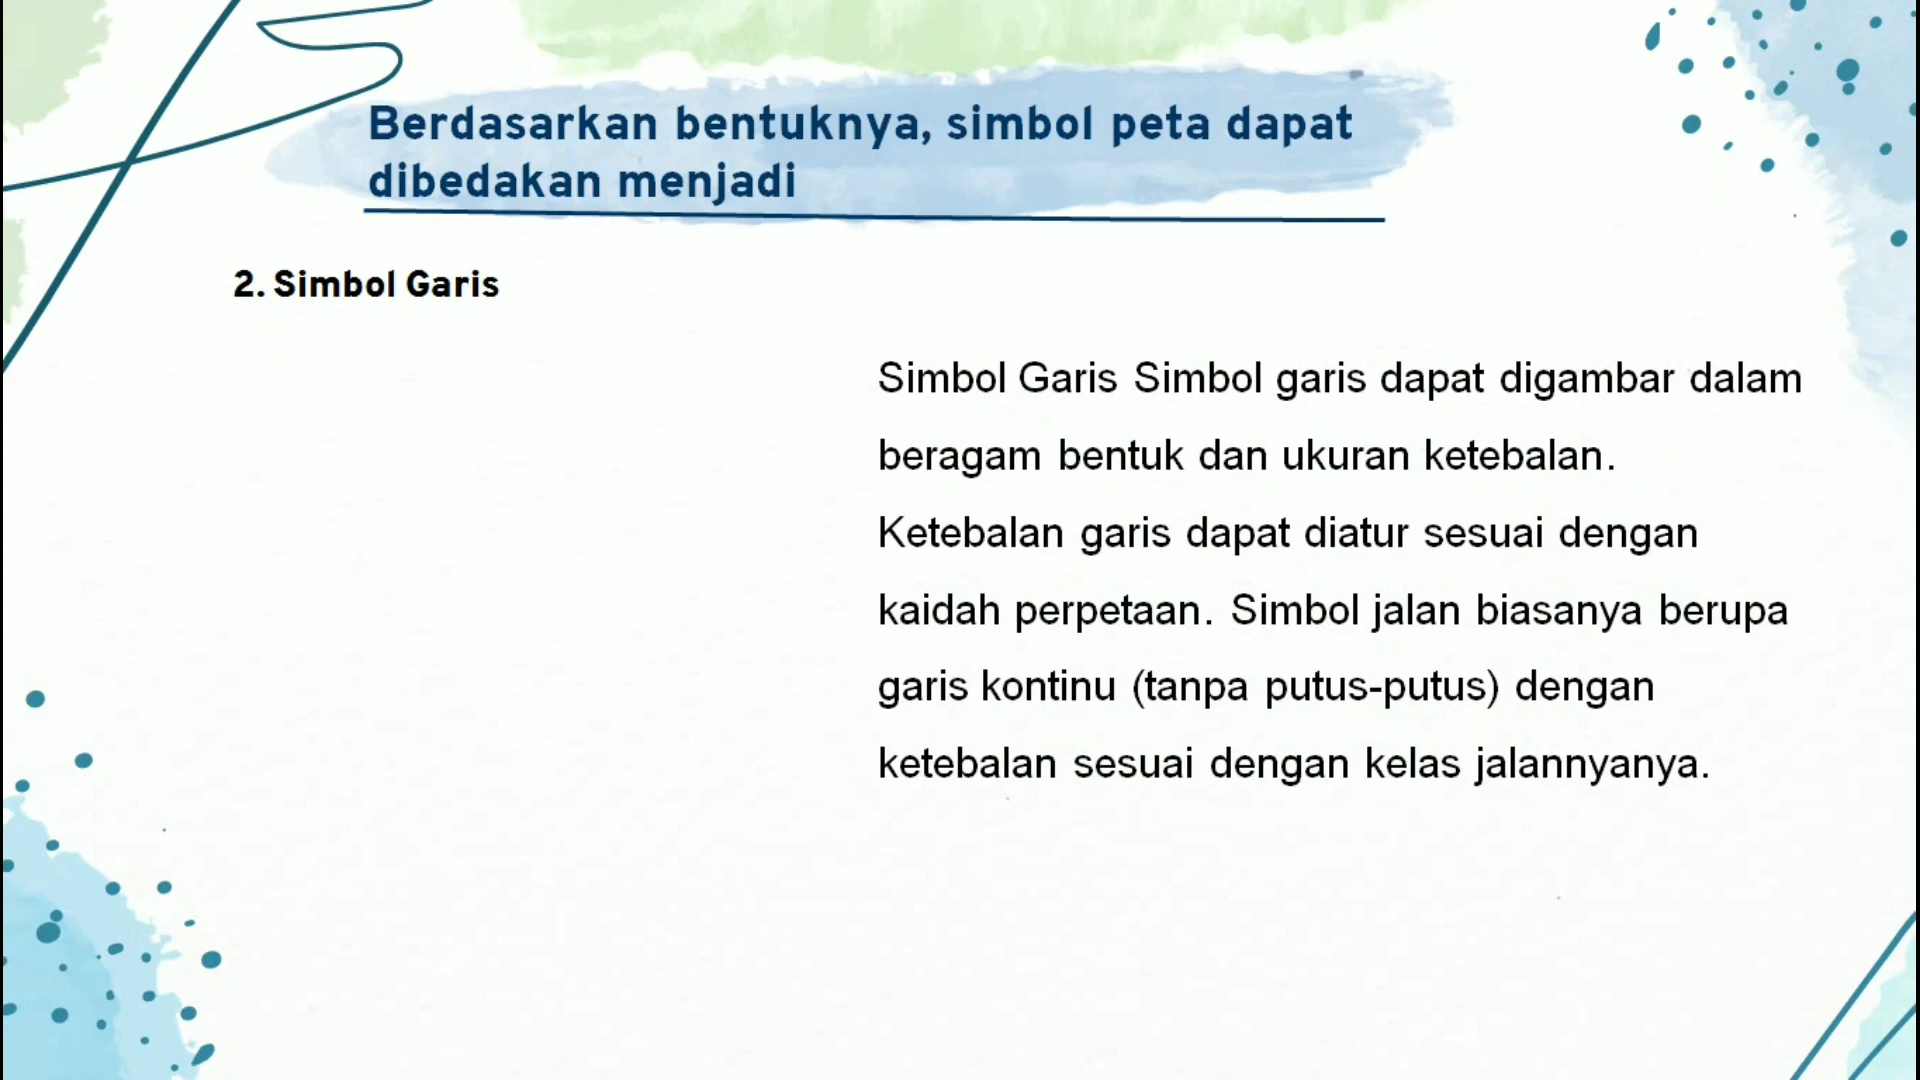 Berdasarkan bentuknya, simbol peta dapat
dibedakan menjadi
2. Simbol Garis
Simbol Garis Simbol garis dapat digambar dalam
beragam bentuk dan ukuran ketebalan.
Ketebalan garis dapat diatur sesuai dengan
kaidah perpetaan. Simbol jalan biasanya berupa
garis kontinu (tanpa putus-putus) dengan
ketebalan sesuai dengan kelas jalannyanya.